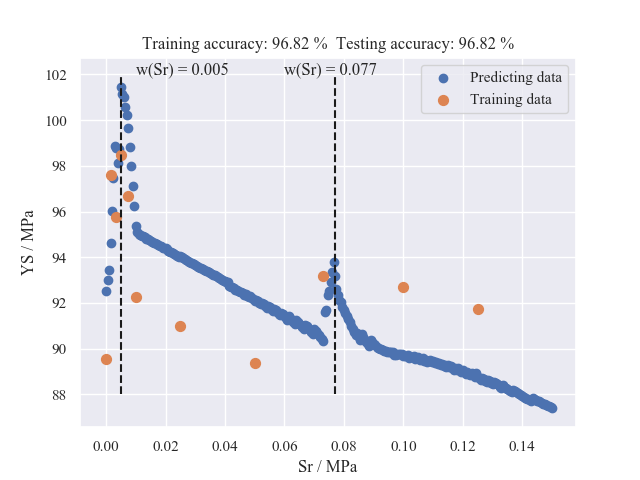 Training accuracy: 96.82 %  Testing accuracy: 96.82 %
w(Sr) = 0.005
w(Sr) = 0.077
Predicting data
Training data
YS / MPa
102
100
98
96
94
92
90
88
0.00
0.02
0.04
0.06
0.08
0.10
0.12
0.14
Sr / MPa